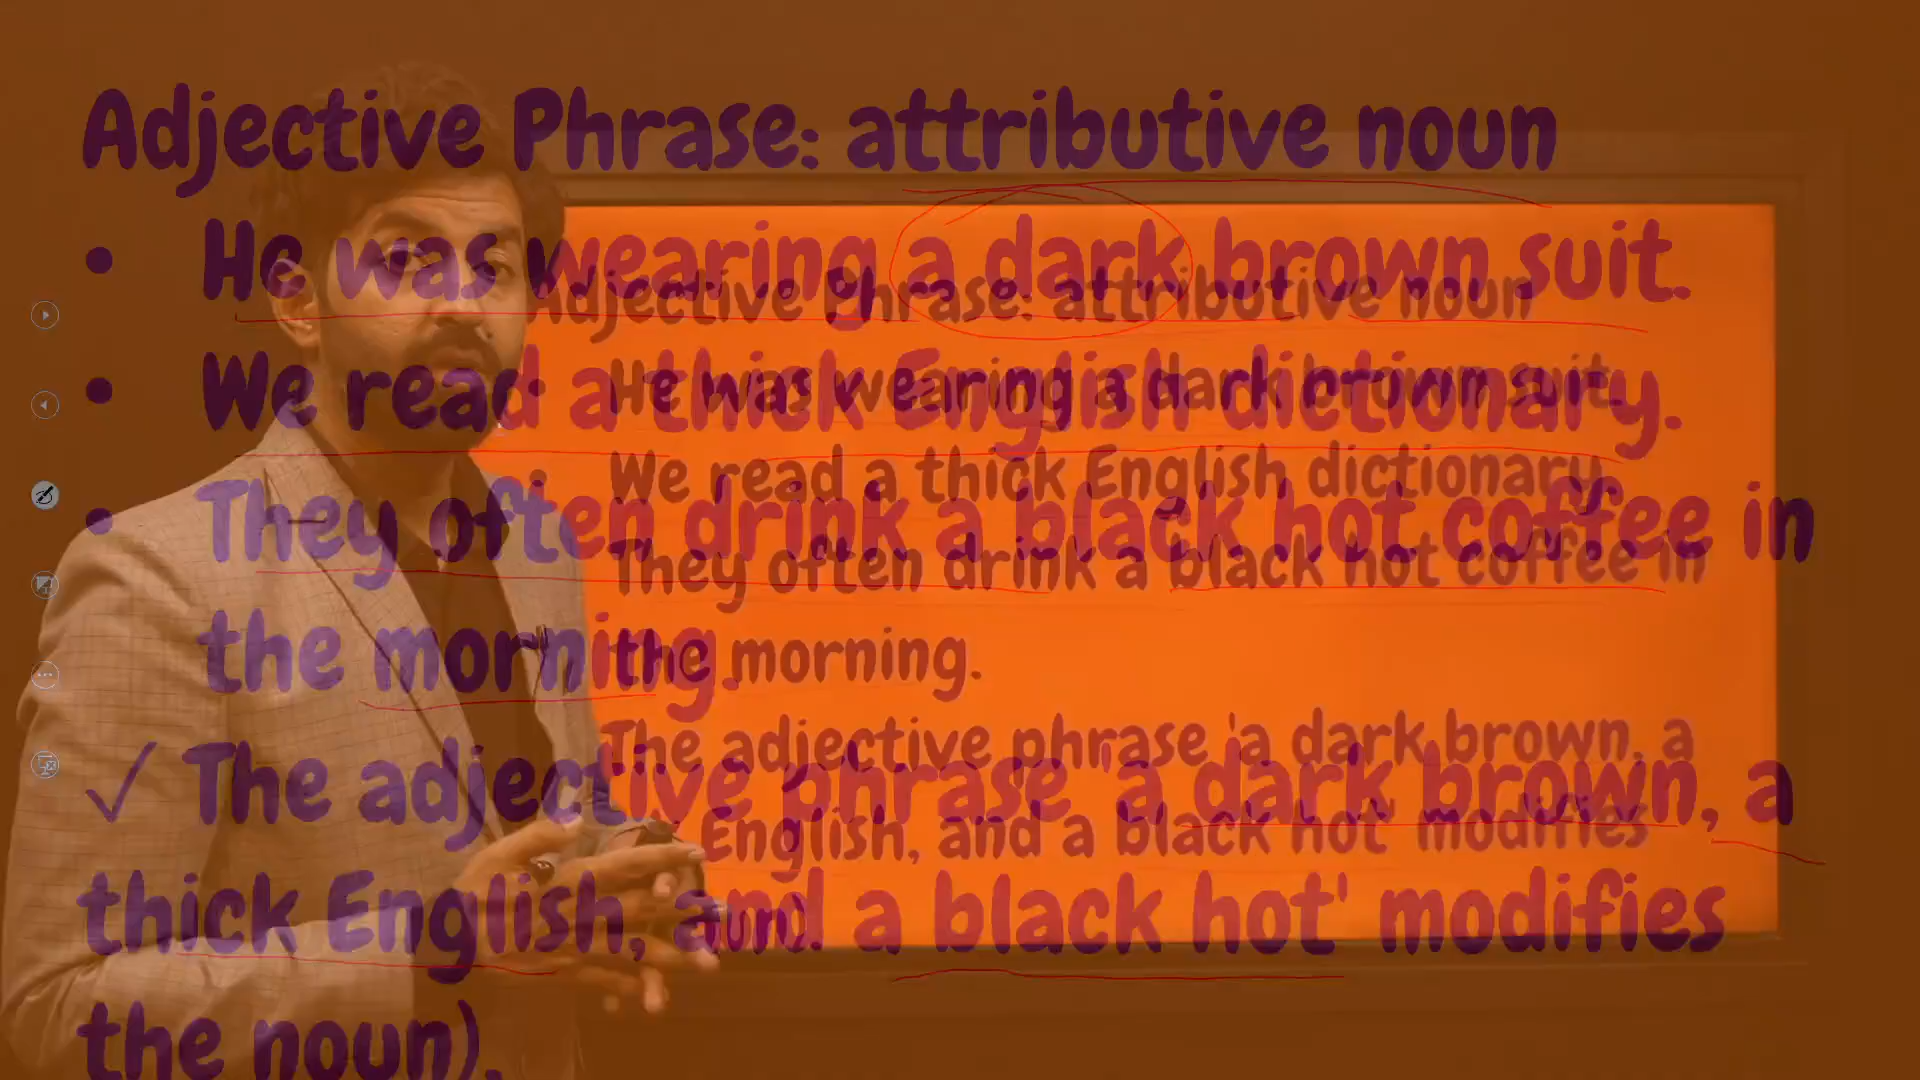 Adjective Phrase: attributive noun
• He was wearing a dark brown suit.
• We read a thick English dictionary.
• They often drink a black hot coffee in
the morning.
✓ The adjective phrase 'a dark brown, a
thick English, and a black hot' modifies
the noun).
Adjective Phrase: attributive noun
He was wearing a dark brown suit.
We read a thick English dictionary.
They often drink a black hot coffee in
the morning.
The adjective phrase 'a dark brown, a
English, and a black hot' modifies